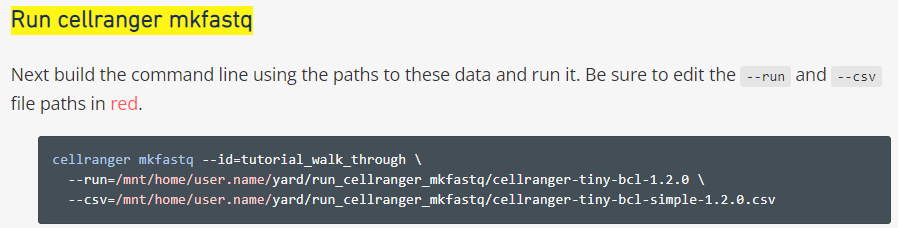 Run cellranger mkfastq
Next build the command line using the paths to these data and run it. Be sure to edit the --run and --csv
file paths in red.
cellranger mkfastq --id=tutorial_walk_through \
--run=/mnt/home/user.name/yard/run_cellranger_mkfastq/cellranger-tiny-bcl-1.2.0 \
--csv=/mnt/home/user.name/yard/run_cellranger_mkfastq/cellranger-tiny-bcl-simple-1.2.0.csv